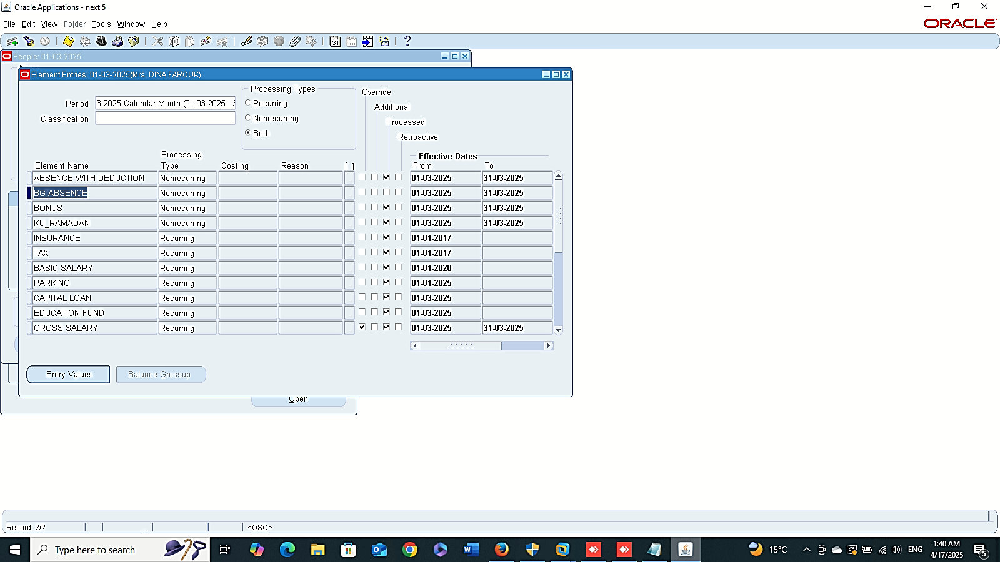 Oracle Applications - next 5
File Edit View Folder Tools Window Help
ORACLE
People: 01-03-2025
Element Entries: 01-03-2025(Mrs. DINA FAROUK)
Period 3 2025 Calendar Month (01-03-2025 -
Classification
Processing Types
Recurring
Nonrecurring
Both
Override
Additional
Processed
Retroactive
Effective Dates
Element Name Processing Type Costing Reason [ ] From To
ABSENCE WITH DEDUCTION Nonrecurring 01-03-2025 31-03-2025
BG ABSENCE Nonrecurring 01-03-2025 31-03-2025
BONUS Nonrecurring 01-03-2025 31-03-2025
KU_RAMADAN Nonrecurring 01-03-2025 31-03-2025
INSURANCE Recurring 01-01-2017
TAX Recurring 01-01-2017
BASIC SALARY Recurring 01-01-2020
PARKING Recurring 01-01-2025
CAPITAL LOAN Recurring 01-03-2025
EDUCATION FUND Recurring 01-03-2025
GROSS SALARY Recurring 01-03-2025 31-03-2025
Entry Values Balance Grossup
Open
Record: 2/? ... <OSC>
Type here to search 15°C ENG 1:40 AM
4/17/2025 5